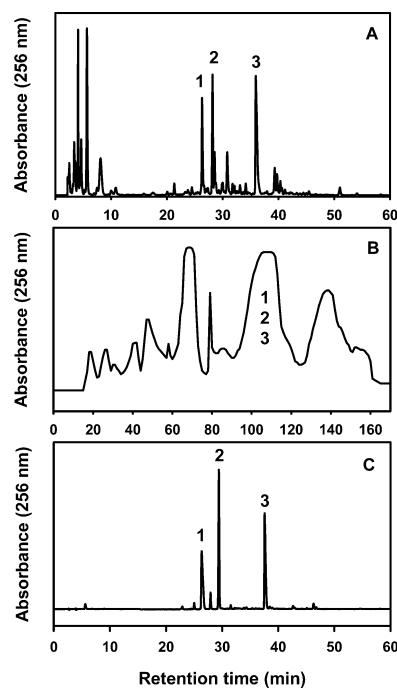 Absorbance (256 nm)
A
1 2 3
0 10 20 30 40 50 60
Absorbance (256 nm)
B
1
2
3
0 20 40 60 80 100 120 140 160
Absorbance (256 nm)
C
1 2 3
0 10 20 30 40 50 60
Retention time (min)